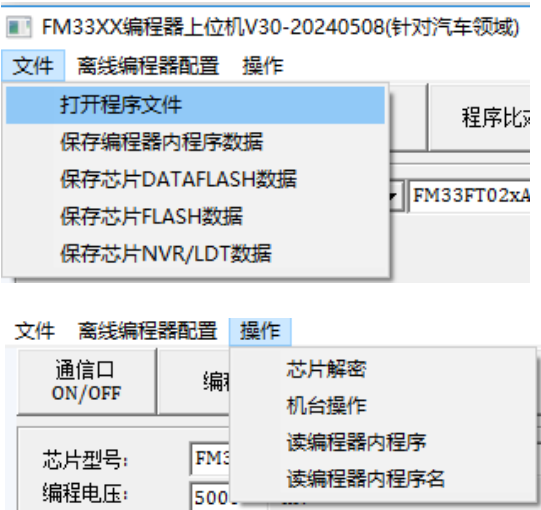 FM33XX编程器上位机V30-20240508(针对汽车领域)
文件 离线编程器配置 操作
打开程序文件
程序比
保存编程器内程序数据
保存芯片DATAFLASH数据
FM33FT02xA
保存芯片FLASH数据
保存芯片NVR/LDT数据
文件 离线编程器配置 操作
通信口
ON/OFF
编
芯片解密
机台操作
读编程器内程序
读编程器内程序名
芯片型号:
FM3
编程电压:
500